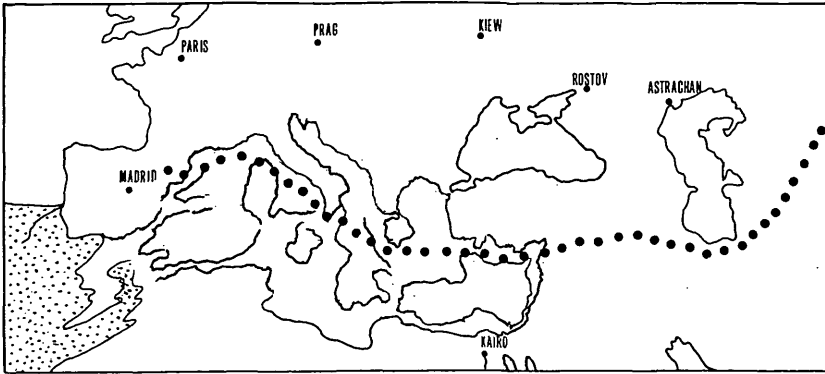 PRAG
KIEW
PARIS
ROSTOV
ASTRACHAN
MADRID
KAIRO